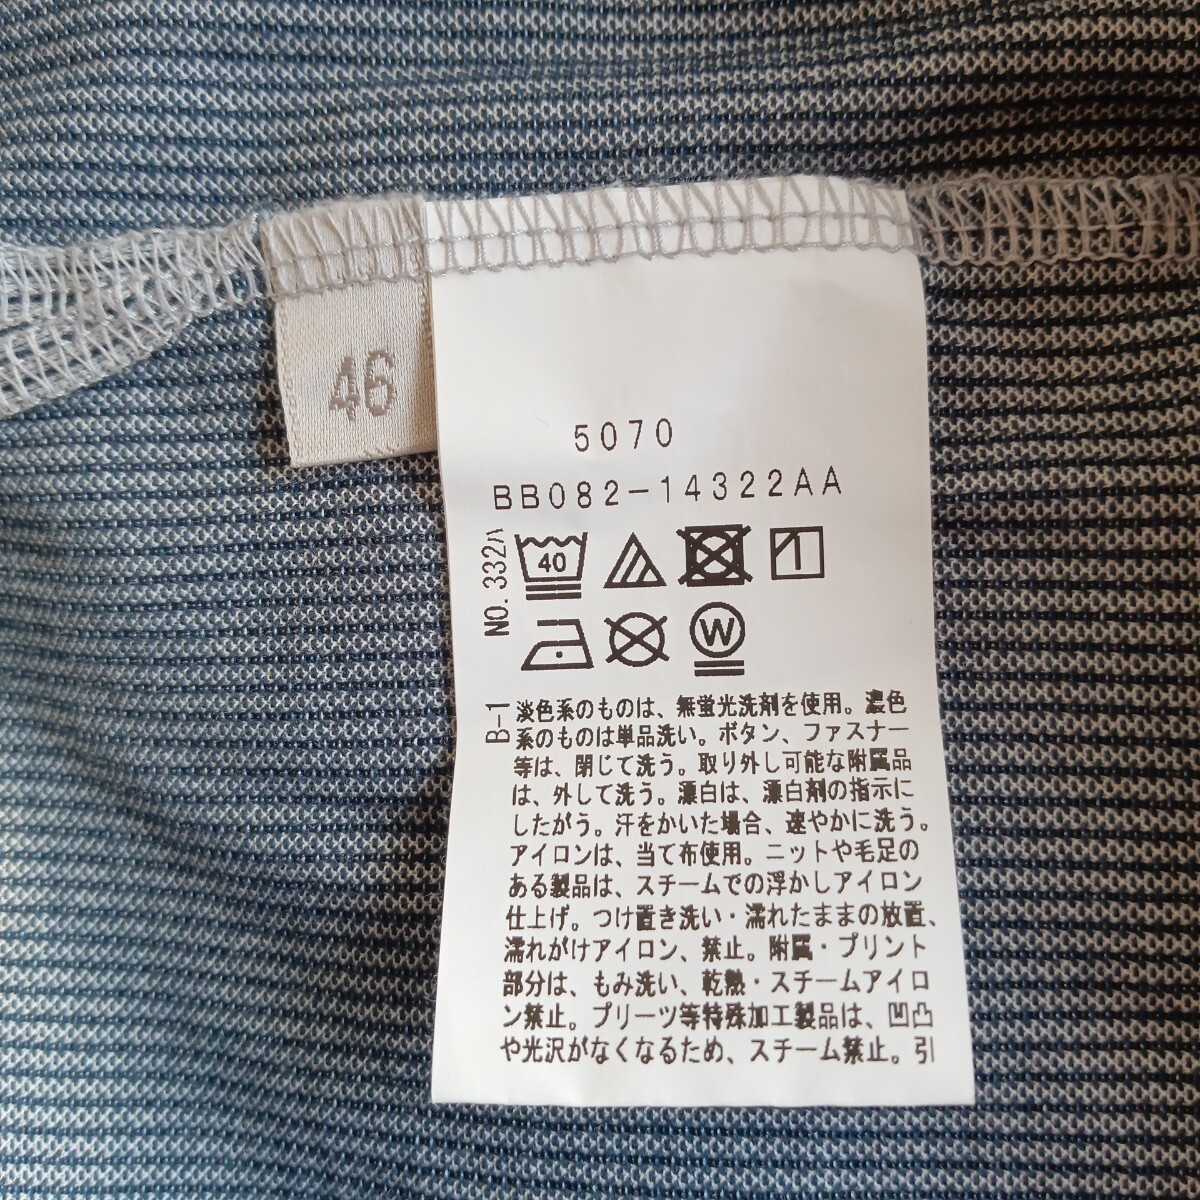 46
5070
BB082-14322AA
NO.332ハ
40
W
B-1
淡色系のものは、無蛍光洗剤を使用。濃色
系のものは単品洗い。ボタン、ファスナー
等は、閉じて洗う。取り外し可能な附属品
は、外して洗う。漂白は、漂白剤の指示に
したがう。汗をかいた場合、速やかに洗う。
アイロンは、当て布使用。ニットや毛足の
ある製品は、スチームでの浮かしアイロン
仕上げ。つけ置き洗い・濡れたままの放置、
濡れがけアイロン、禁止。附属・プリント
部分は、もみ洗い、乾熱・スチームアイロ
ン禁止。プリーツ等特殊加工製品は、凹凸
や光沢がなくなるため、スチーム禁止。引